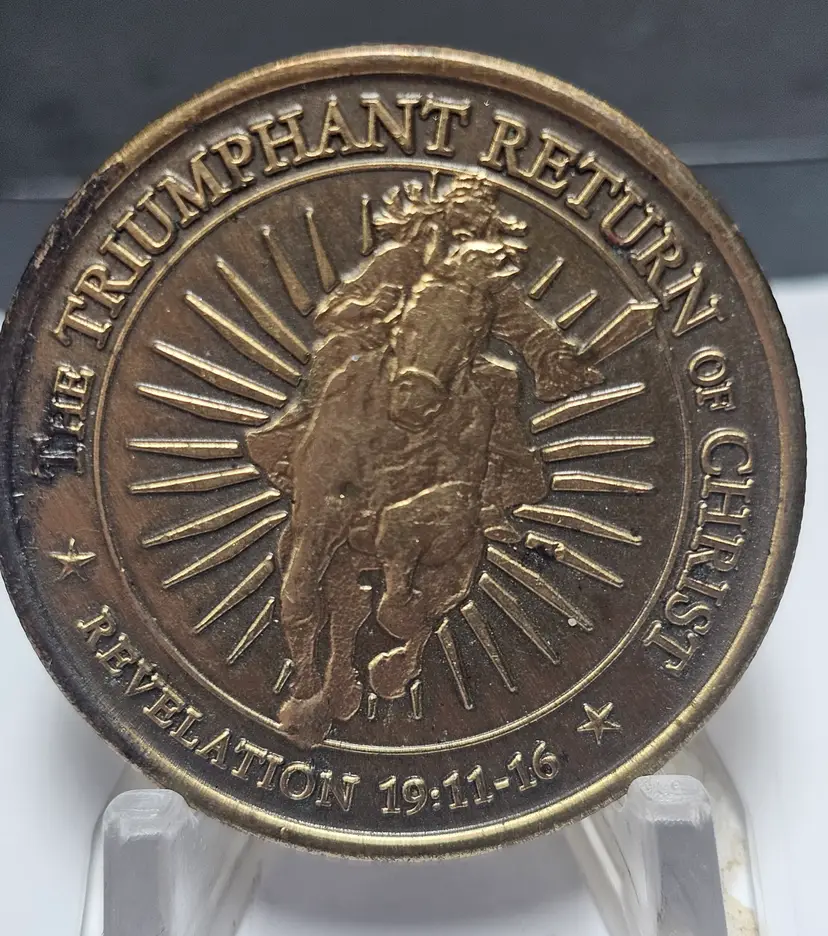 THE TRIUMPHANT RETURN OF CHRIST
REVELATION 19:11-16